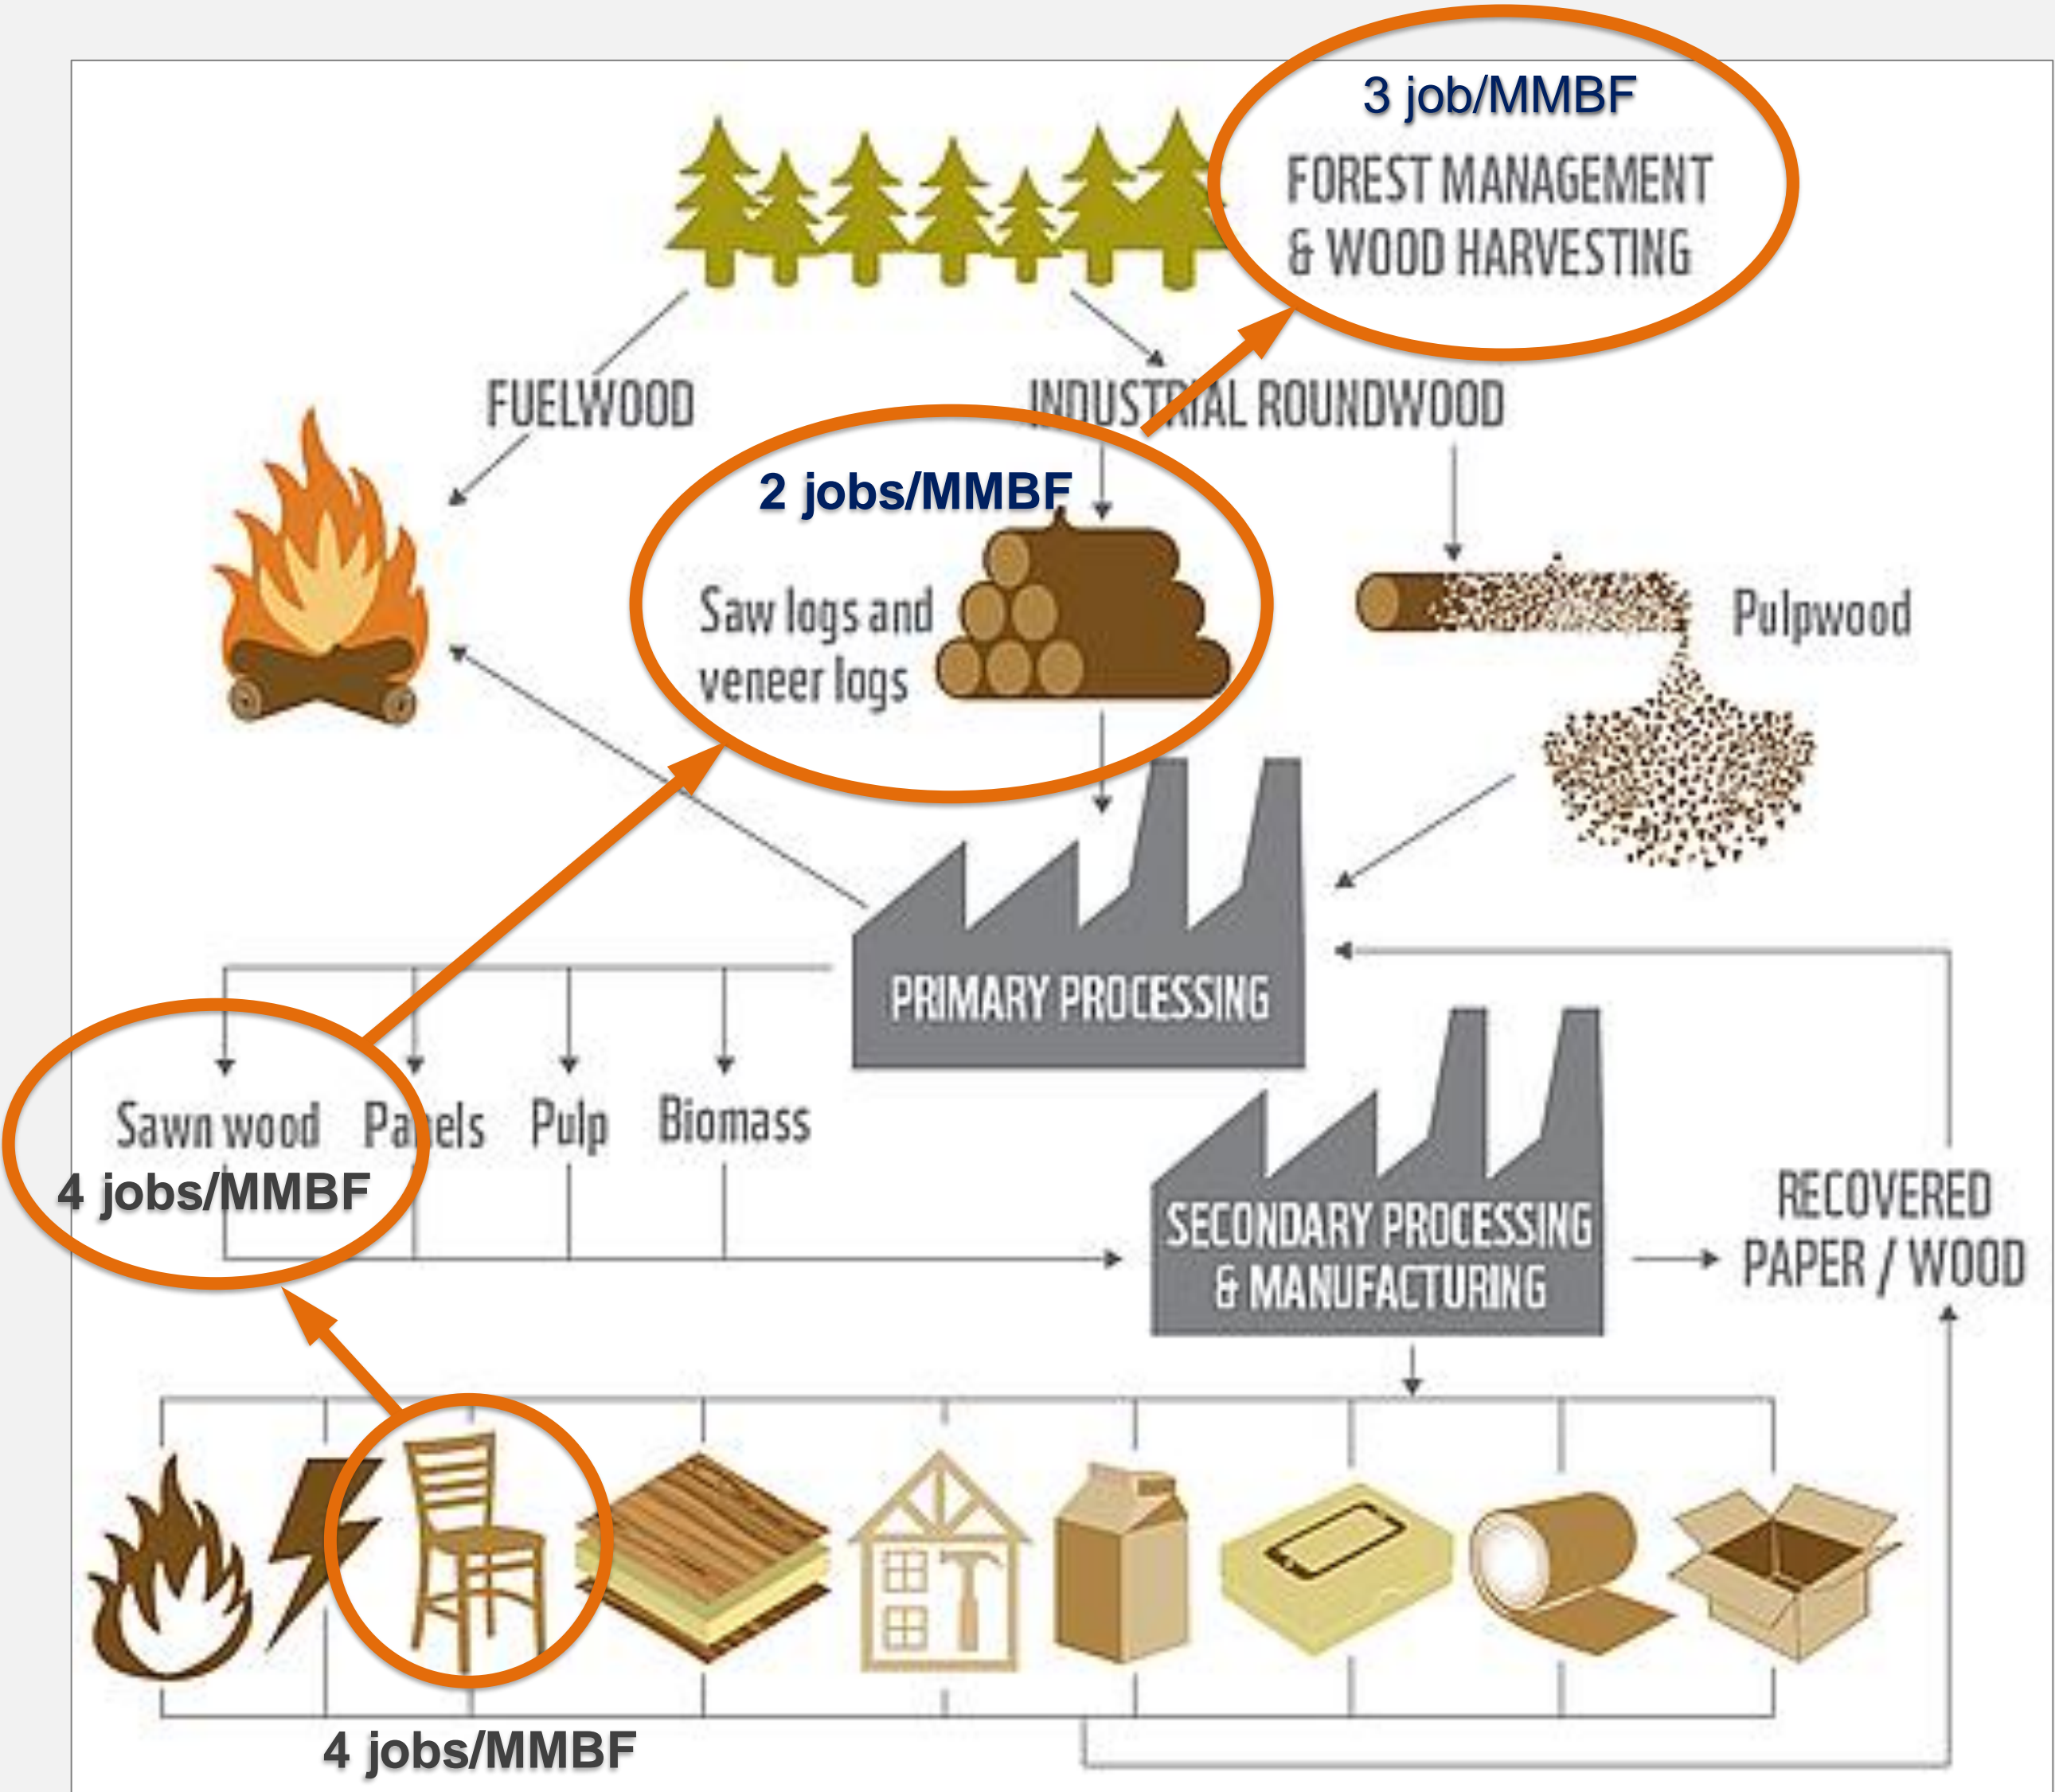 3 job/MMBF
FOREST MANAGEMENT
& WOOD HARVESTING
FUELWOOD
INDUSTRIAL ROUNDWOOD
2 jobs/MMBF
Saw logs and
veneer logs
Pulpwood
PRIMARY PROCESSING
Sawn wood
Panels
Pulp
Biomass
4 jobs/MMBF
SECONDARY PROCESSING
& MANUFACTURING
RECOVERED
PAPER / WOOD
4 jobs/MMBF